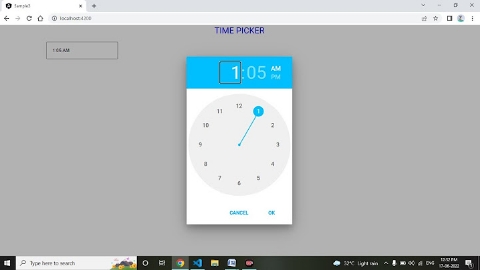 Sample3
localhost:4200
TIME PICKER
1:05 AM
1:05 AM
PM
12
11
1
10
2
9
3
8
4
7
5
6
CANCEL OK
Type here to search
32°C Light rain
ENG
12:32 PM
17-06-2022